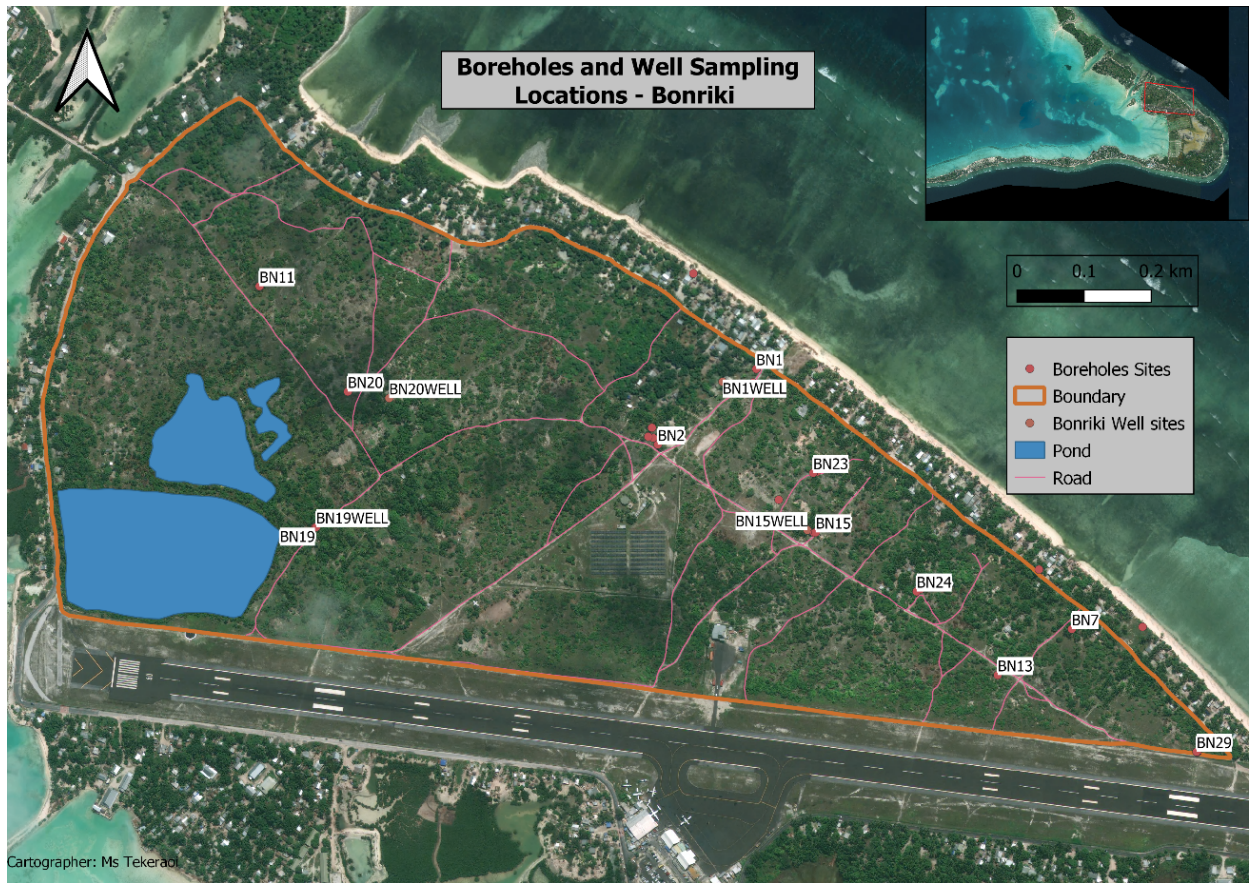 Boreholes and Well Sampling
Locations - Bonriki
0 0.1 0.2 km
Boreholes Sites
Boundary
Bonriki Well sites
Pond
Road
BN11
BN20
BN20WELL
BN1
BN1WELL
BN2
BN23
BN19WELL
BN19
BN15WELL
BN15
BN24
BN7
BN13
BN29
Cartographer: Ms Tekeraoi